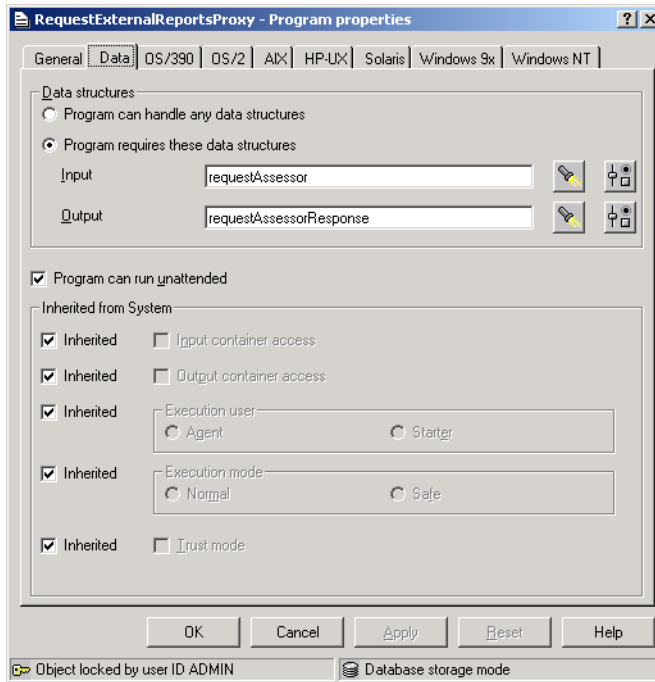 RequestExternalReportsProxy - Program properties
General Data OS/390 OS/2 AIX HP-UX Solaris Windows 9x Windows NT
Data structures
Program can handle any data structures
Program requires these data structures
Input requestAssessor
Output requestAssessorResponse
Program can run unattended
Inherited from System
Inherited Input container access
Inherited Output container access
Execution user
Inherited Agent Starter
Execution mode
Inherited Normal Safe
Inherited Trust mode
OK Cancel Apply Reset Help
Object locked by user ID ADMIN Database storage mode